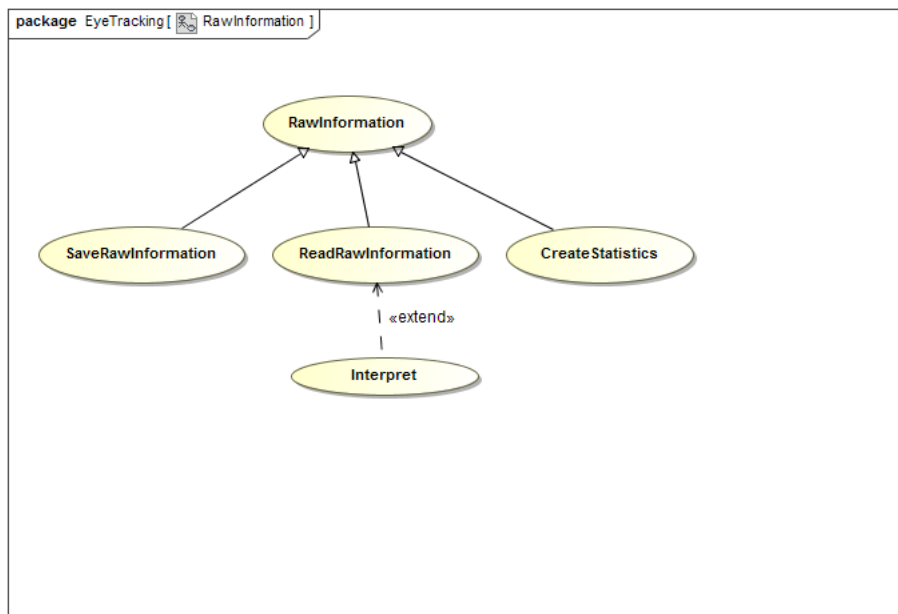 package EyeTracking [ RawInformation ]
RawInformation
SaveRawInformation
ReadRawInformation
CreateStatistics
«extend»
Interpret